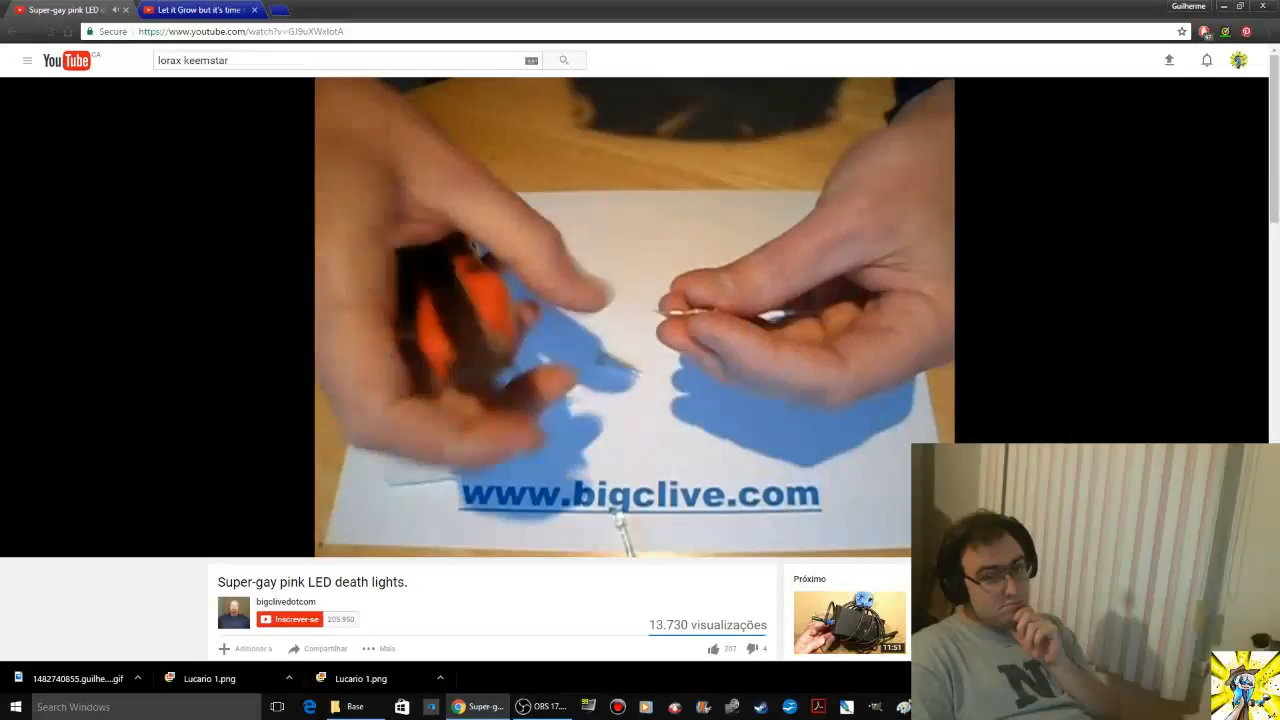 Super-gay pink LED d
Let it Grow but it's time
Guilherme
Secure
https://www.youtube.com/watch?v=GJ9uXWxIotA
YouTube CA
lorax keemstar
www.bigclive.com
Super-gay pink LED death lights.
bigclivedotcom
Inscrever-se 205.950
13.730 visualizações
Adicionar a
Compartilhar
Mais
207
4
Próximo
11:51
N
1482740855.guilhe....gif
Lucario 1.png
Lucario 1.png
Search Windows
Base
Super-g...
OBS 17....